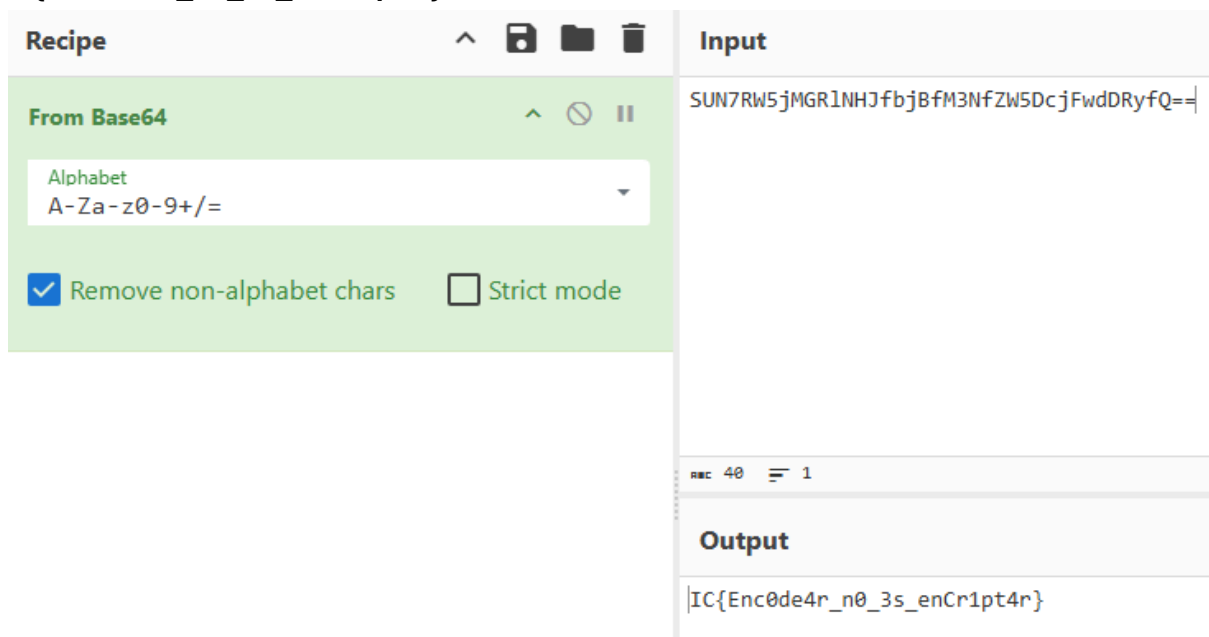 Recipe
From Base64
Alphabet
A-Za-z0-9+/=
Remove non-alphabet chars
Strict mode
Input
SUN7RW5jMGRlNHJfbjBfM3NfZW5DcjFwdDRyfQ==
ABC 40 1
Output
IC{Enc0de4r_n0_3s_enCr1pt4r}